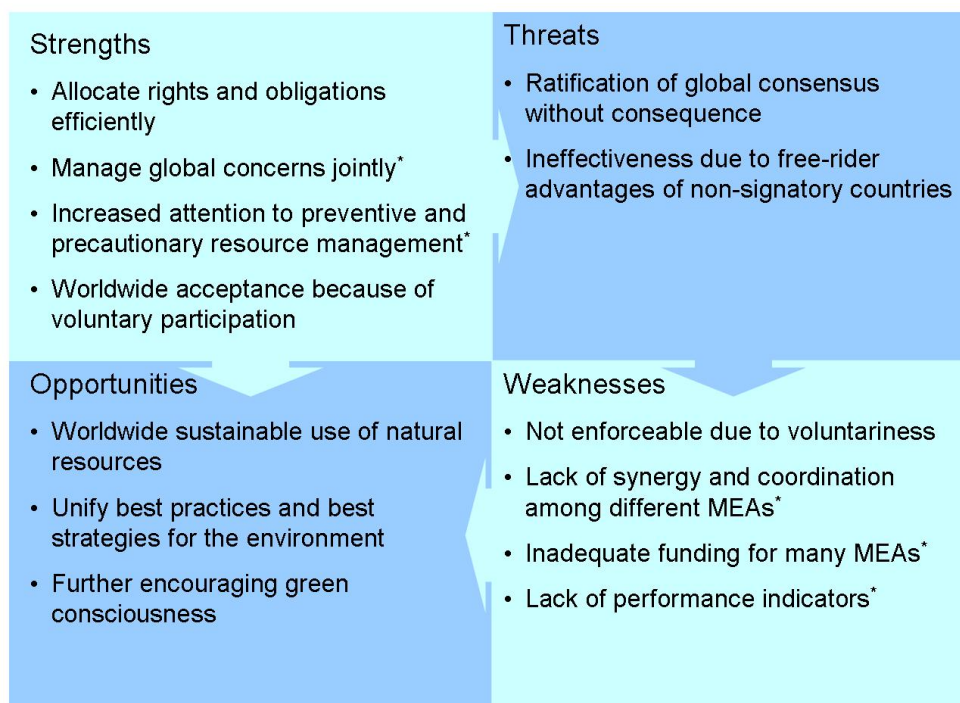 Strengths
• Allocate rights and obligations
efficiently
• Manage global concerns jointly*
• Increased attention to preventive and
precautionary resource management*
• Worldwide acceptance because of
voluntary participation
Threats
• Ratification of global consensus
without consequence
• Ineffectiveness due to free-rider
advantages of non-signatory countries
Opportunities
• Worldwide sustainable use of natural
resources
• Unify best practices and best
strategies for the environment
• Further encouraging green
consciousness
Weaknesses
• Not enforceable due to voluntariness
• Lack of synergy and coordination
among different MEAs*
• Inadequate funding for many MEAs*
• Lack of performance indicators*